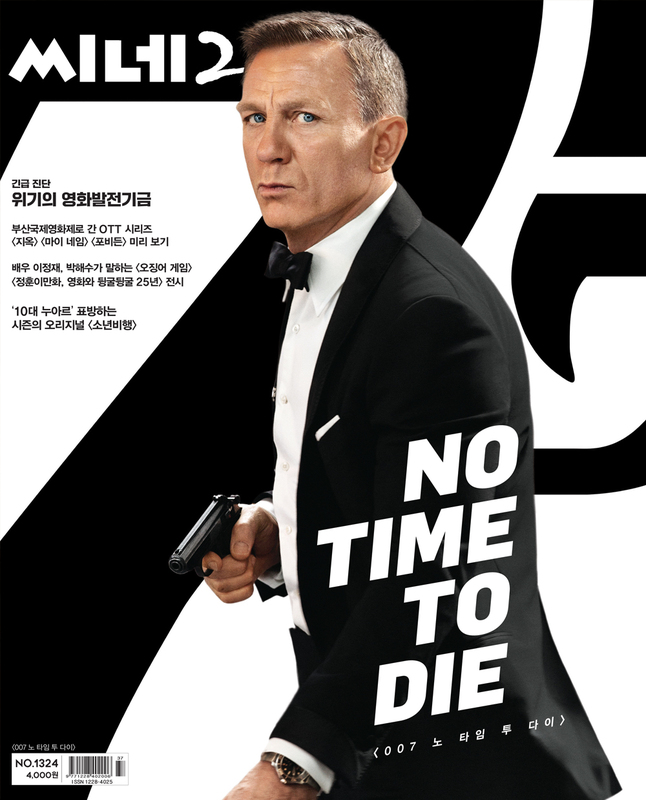 씨네2
긴급 진단
위기의 영화발전기금
부산국제영화제로 간 OTT 시리즈
〈지옥〉 〈마이 네임〉 〈포비든〉 미리 보기
배우 이정재, 박해수가 말하는 〈오징어 게임〉
〈정훈이만화, 영화와 뒹굴뒹굴 25년〉 전시
‘10대 누아르’ 표방하는
시즌의 오리지널 〈소년비행〉
NO
TIME
TO
DIE
〈007 노 타임 투 다이〉
〈007 노 타임 투 다이〉
NO.1324
4,000원
37
9 771228 402006
ISSN 1228-4025